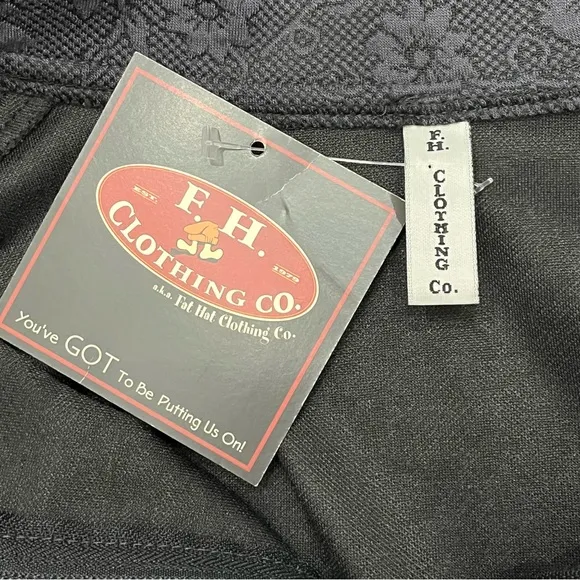 EST.
F. H.
1979
CLOTHING CO.
a.k.a. Fat Hat Clothing Co.
You've GOT To Be Putting Us On!
F.
H.
CLOTHING
Co.